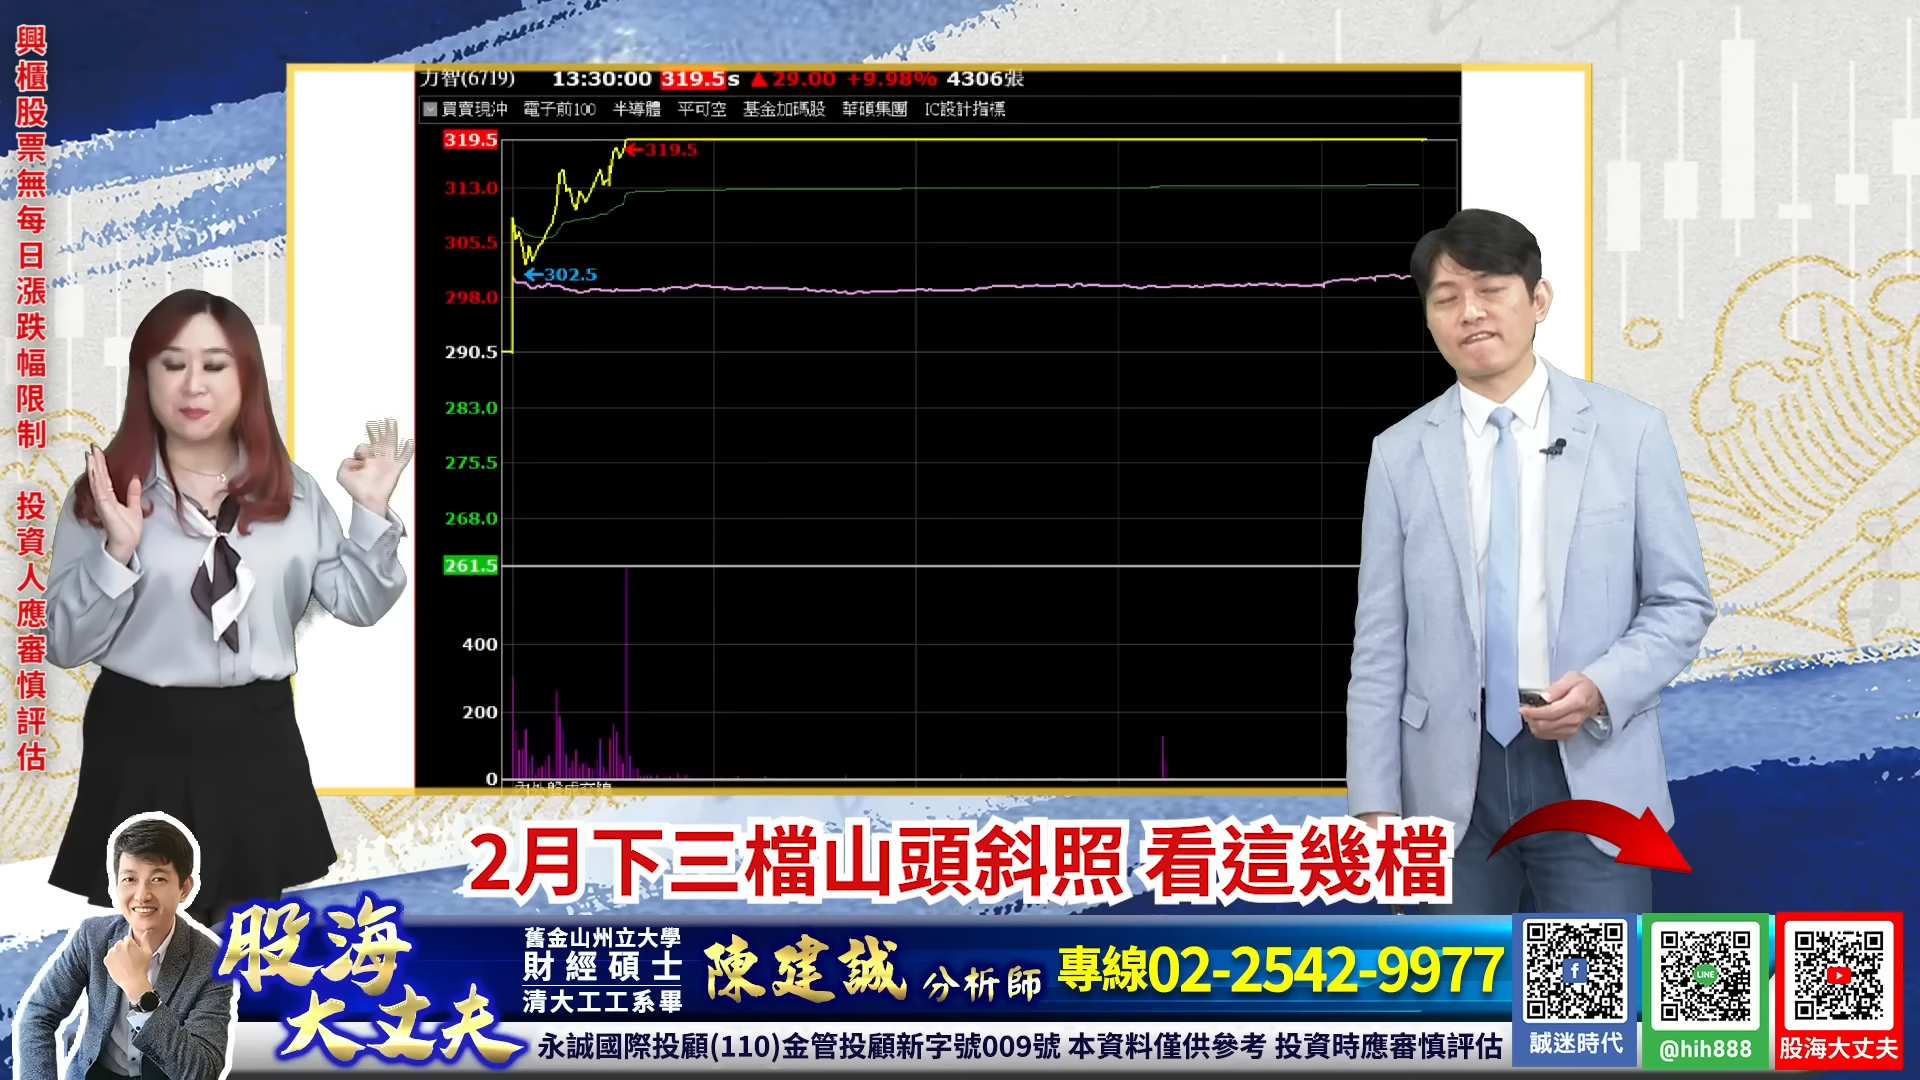 興櫃股票無每日漲跌幅限制 投資人應審慎評估
力智(6719) 13:30:00 319.5s ▲29.00 +9.98% 4306張
買賣現沖 電子前100 半導體 平可空 基金加碼股 華碩集團 IC設計指標
319.5
←319.5
313.0
305.5
←302.5
298.0
290.5
283.0
275.5
268.0
261.5
400
200
0
2月下三檔山頭斜照 看這幾檔
股海大丈夫
舊金山州立大學
財經碩士
清大工工系畢
陳建誠 分析師
專線02-2542-9977
永誠國際投顧(110)金管投顧新字號009號 本資料僅供參考 投資時應審慎評估
f
誠迷時代
LINE
@hih888
股海大丈夫